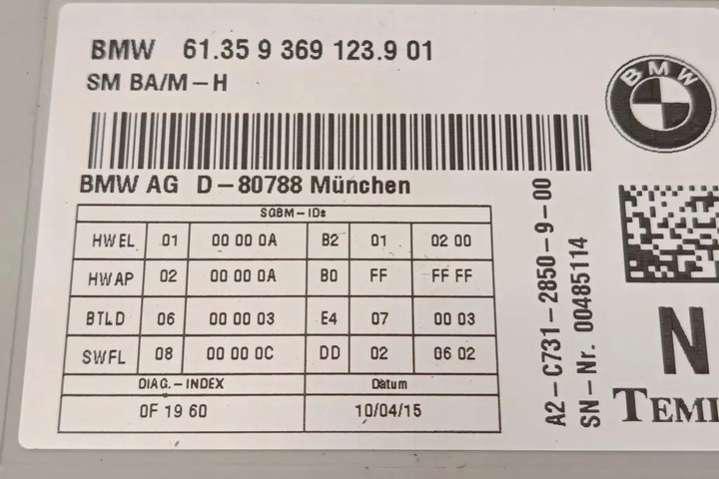 BMW 61.35 9 369 123.9 01
SM BA/M-H
BMW
BMW AG D-80788 München
SGBM-IDs
HWEL 01 00 00 0A B2 01 02 00
HWAP 02 00 00 0A B0 FF FF FF
BTLD 06 00 00 03 E4 07 00 03
SWFL 08 00 00 0C DD 02 06 02
DIAG.-INDEX Datum
0F 19 60 10/04/15
A2-C731-2850-9-00
SN-Nr. 00485114
N
TEMI